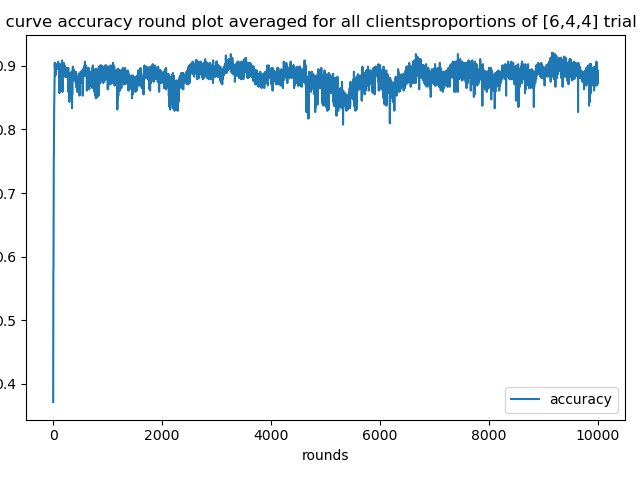 curve accuracy round plot averaged for all clientsproportions of [6,4,4] trial
0.9
0.8
0.7
0.6
0.5
0.4
accuracy
0 2000 4000 6000 8000 10000
rounds